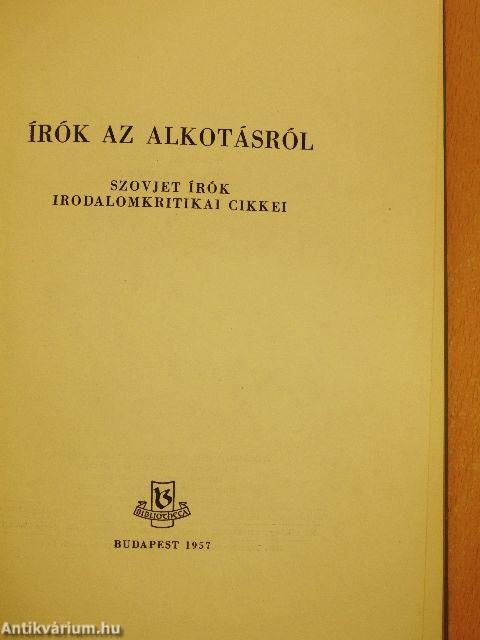 ÍRÓK AZ ALKOTÁSRÓL
SZOVJET ÍRÓK
IRODALOMKRITIKAI CIKKEI
B
BIBLIOTHECA
BUDAPEST 1957
Antikvárium.hu